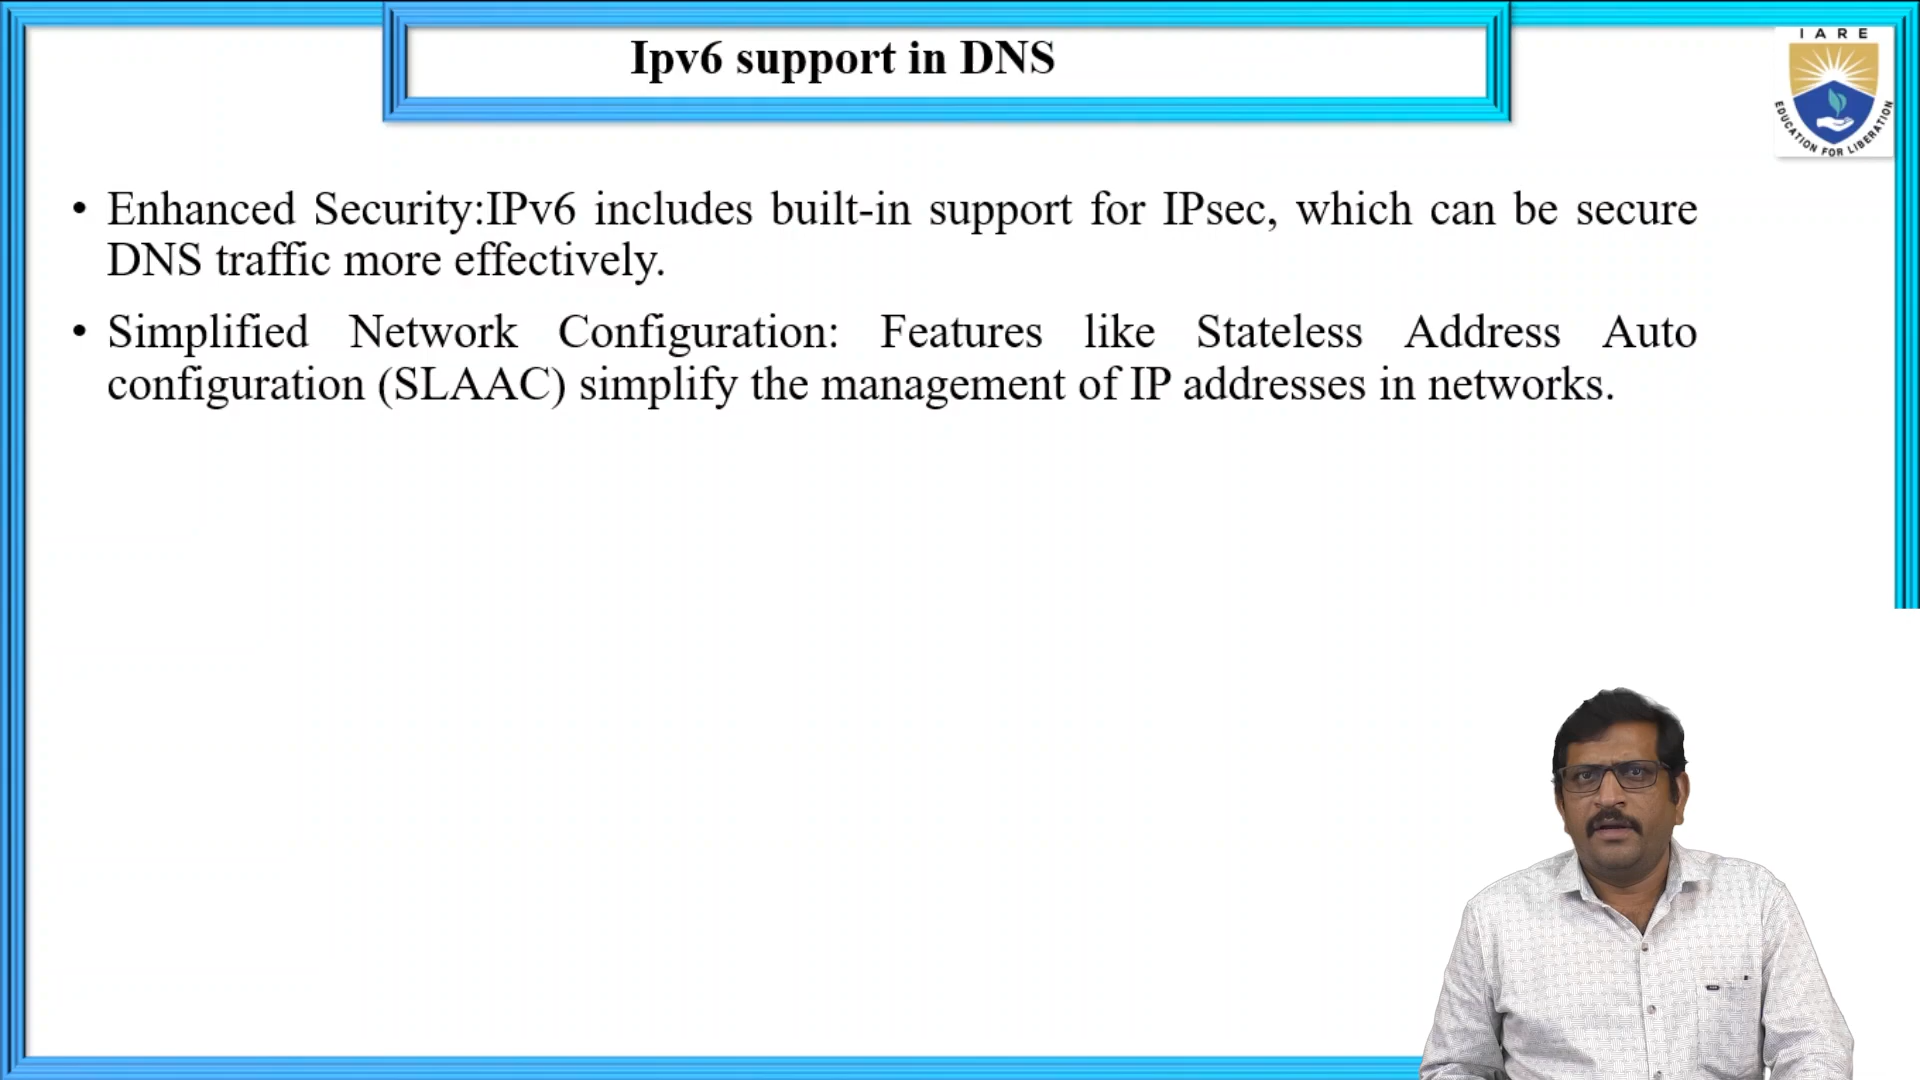 Ipv6 support in DNS
I A R E
EDUCATION FOR LIBERATION
• Enhanced Security:IPv6 includes built-in support for IPsec, which can be secure
DNS traffic more effectively.
• Simplified Network Configuration: Features like Stateless Address Auto
configuration (SLAAC) simplify the management of IP addresses in networks.